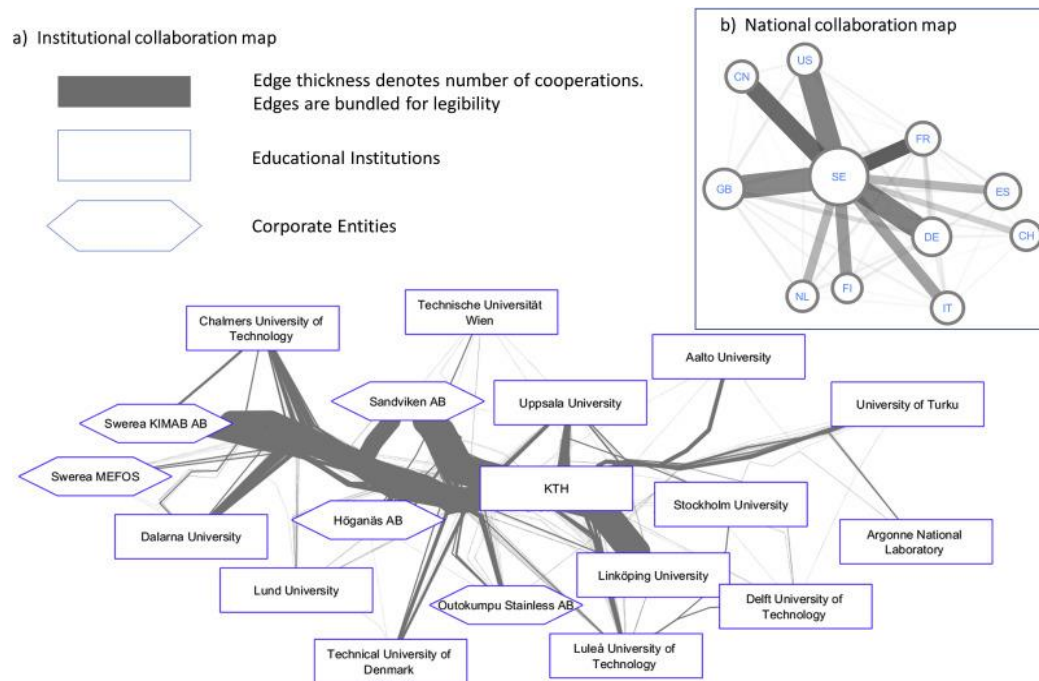 a) Institutional collaboration map
Edge thickness denotes number of cooperations.
Edges are bundled for legibility
Educational Institutions
Corporate Entities
b) National collaboration map
CN
US
FR
SE
GB
ES
DE
CH
NL
FI
IT
Chalmers University of
Technology
Technische Universität
Wien
Aalto University
Swerea KIMAB AB
Sandviken AB
Uppsala University
University of Turku
Swerea MEFOS
KTH
Stockholm University
Dalarna University
Höganäs AB
Argonne National
Laboratory
Lund University
Linköping University
Outokumpu Stainless AB
Delft University of
Technology
Technical University of
Denmark
Luleå University of
Technology